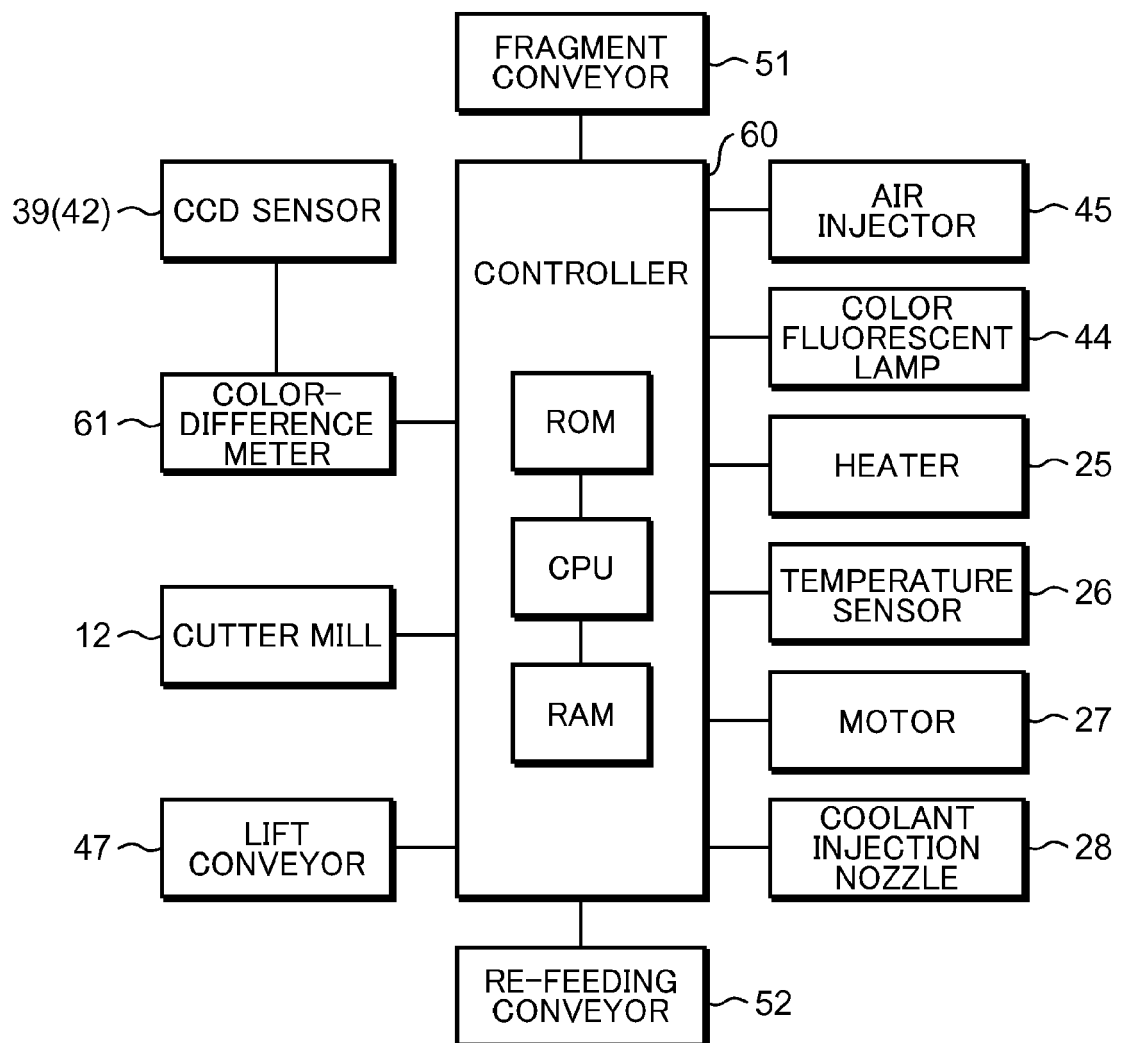 FRAGMENT
CONVEYOR
51
60
CCD SENSOR
39(42)
CONTROLLER
AIR
INJECTOR
45
COLOR
FLUORESCENT
LAMP
44
COLOR-
DIFFERENCE
METER
61
ROM
HEATER
25
CPU
TEMPERATURE
SENSOR
26
CUTTER MILL
12
RAM
MOTOR
27
LIFT
CONVEYOR
47
COOLANT
INJECTION
NOZZLE
28
RE-FEEDING
CONVEYOR
52